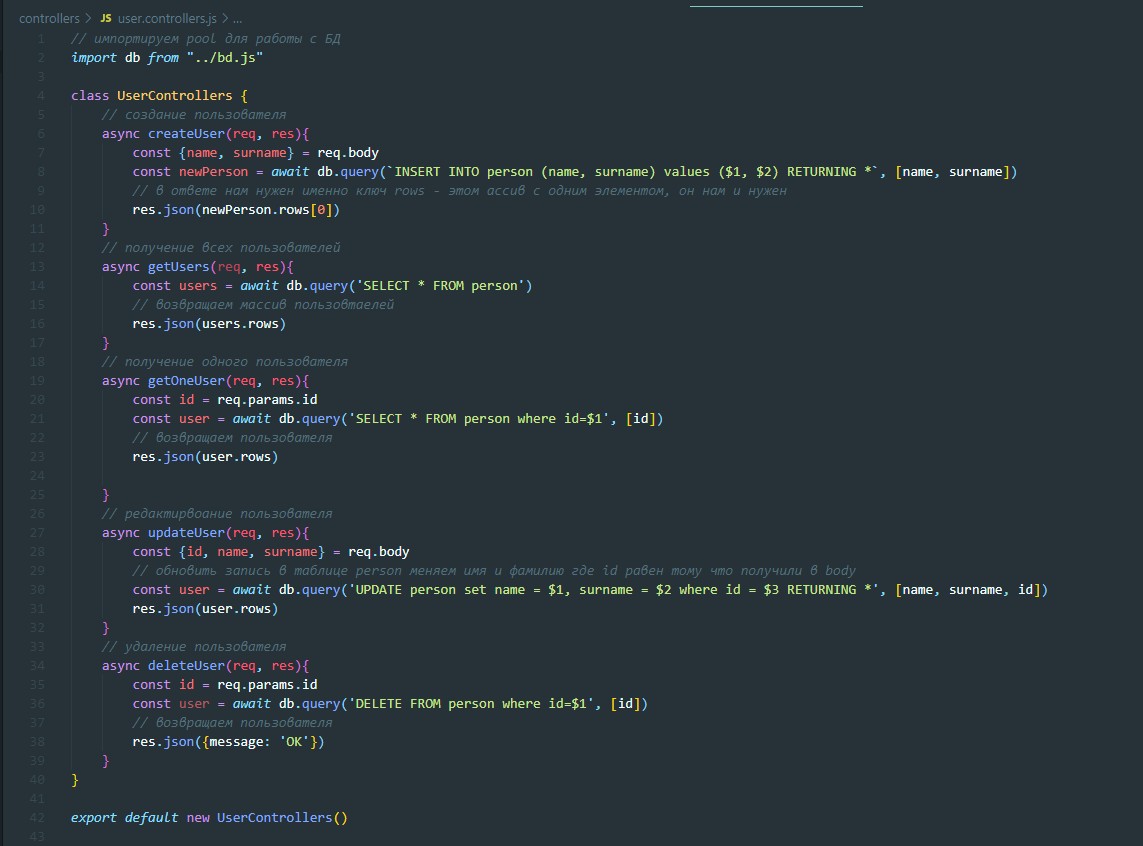 controllers > JS user.controllers.js > ...
1 // импортируем pool для работы с БД
2 import db from "../bd.js"
3
4 class UserControllers {
5 // создание пользователя
6 async createUser(req, res){
7 const {name, surname} = req.body
8 const newPerson = await db.query(`INSERT INTO person (name, surname) values ($1, $2) RETURNING *`, [name, surname])
9 // в ответе нам нужен именно ключ rows - этом ассив с одним элементом, он нам и нужен
10 res.json(newPerson.rows[0])
11 }
12 // получение всех пользователей
13 async getUsers(req, res){
14 const users = await db.query('SELECT * FROM person')
15 // возвращаем массив пользовтаелей
16 res.json(users.rows)
17 }
18 // получение одного пользователя
19 async getOneUser(req, res){
20 const id = req.params.id
21 const user = await db.query('SELECT * FROM person where id=$1', [id])
22 // возвращаем пользователя
23 res.json(user.rows)
24
25 }
26 // редактирвоание пользователя
27 async updateUser(req, res){
28 const {id, name, surname} = req.body
29 // обновить запись в таблице person меняем имя и фамилию где id равен тому что получили в body
30 const user = await db.query('UPDATE person set name = $1, surname = $2 where id = $3 RETURNING *', [name, surname, id])
31 res.json(user.rows)
32 }
33 // удаление пользователя
34 async deleteUser(req, res){
35 const id = req.params.id
36 const user = await db.query('DELETE FROM person where id=$1', [id])
37 // возвращаем пользователя
38 res.json({message: 'OK'})
39 }
40 }
41
42 export default new UserControllers()
43